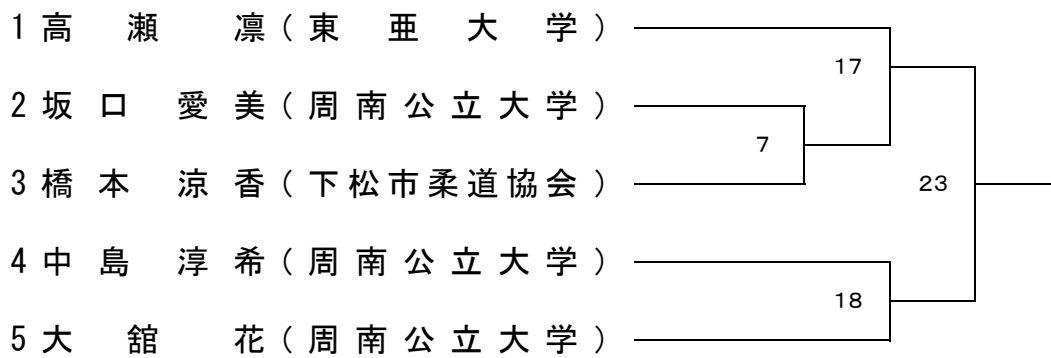 1 高瀬 凛 (東亜大学)
17
2 坂口 愛美 (周南公立大学)
7
3 橋本 涼香 (下松市柔道協会)
23
4 中島 淳希 (周南公立大学)
18
5 大舘 花 (周南公立大学)